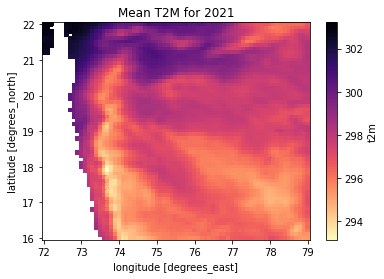 Mean T2M for 2021
22
21
20
19
18
17
16
latitude [degrees_north]
72 73 74 75 76 77 78 79
longitude [degrees_east]
302
300
298
296
294
t2m